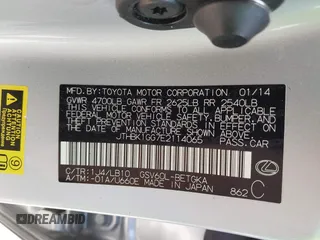 MFD. BY: TOYOTA MOTOR CORPORATION 01/14
GVWR 4700LB GAWR FR 2625LB RR 2540LB
THIS VEHICLE CONFORMS TO ALL APPLICABLE
FEDERAL MOTOR VEHICLE SAFETY, BUMPER, AND
THEFT PREVENTION STANDARDS IN EFFECT ON
THE DATE OF MANUFACTURE SHOWN ABOVE.
JTHBK1GG7E2114065 PASS. CAR
C/TR: 1J4/LB10 GSV60L-BETGKA
A/TM: -01A/U660E MADE IN JAPAN
862 C
DREAMBID